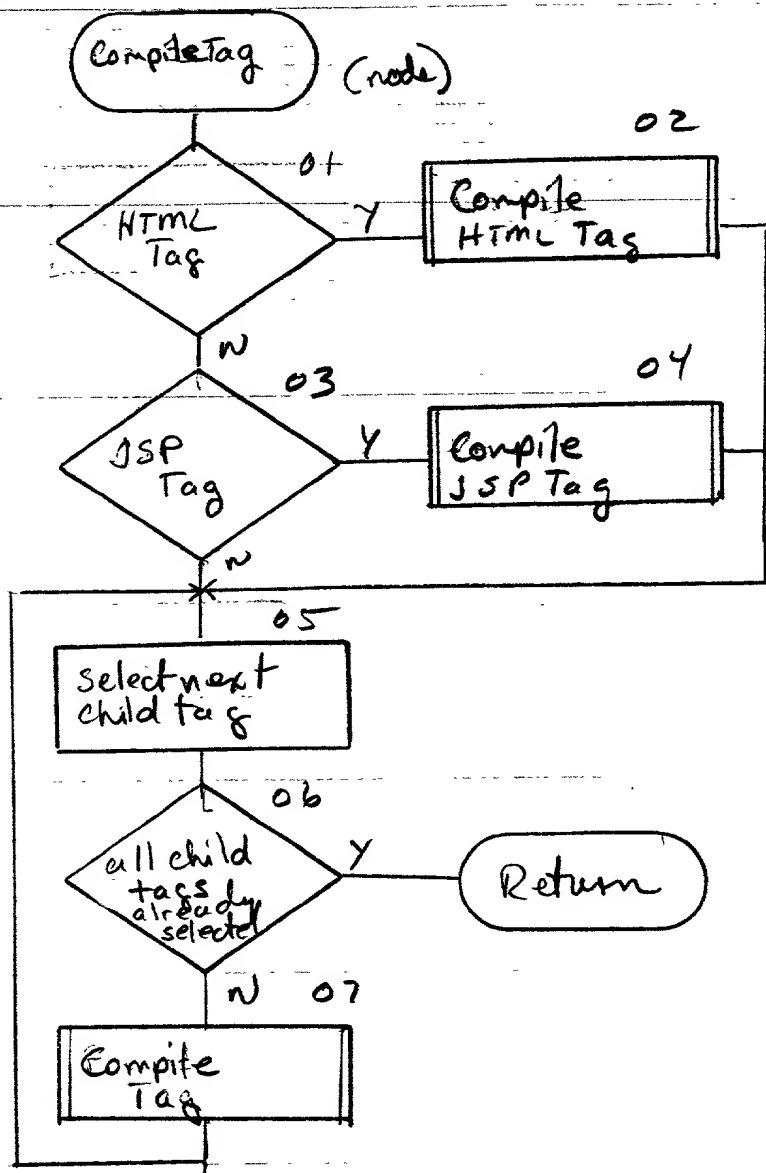 CompileTag
(node)
01
HTML
Tag
Y
02
Compile
HTML Tag
N
03
JSP
Tag
Y
04
Compile
JSP Tag
N
05
Select next
child tag
06
all child
tags
already
selected
Y
Return
N
07
Compile
Tag